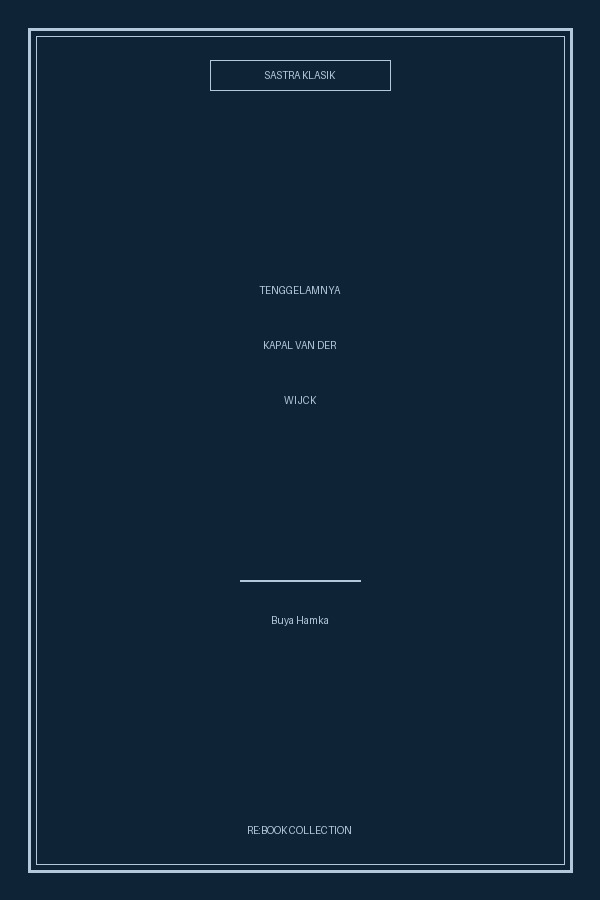 SASTRA KLASIK
TENGGELAMNYA
KAPAL VAN DER
WIJCK
Buya Hamka
RE:BOOK COLLECTION